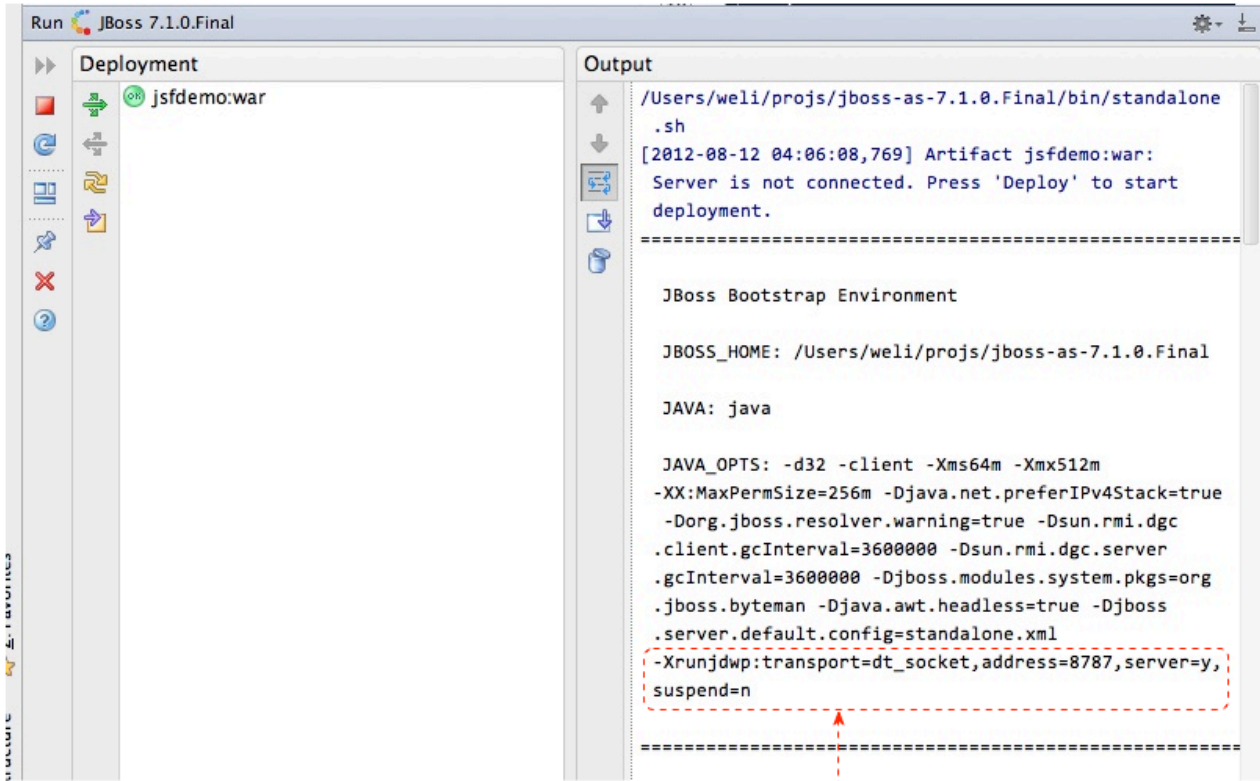 Run JBoss 7.1.0.Final
Deployment
OK jsfdemo:war
Output
/Users/weli/projs/jboss-as-7.1.0.Final/bin/standalone
.sh
[2012-08-12 04:06:08,769] Artifact jsfdemo:war:
Server is not connected. Press 'Deploy' to start
deployment.
===============================================================
JBoss Bootstrap Environment
JBOSS_HOME: /Users/weli/projs/jboss-as-7.1.0.Final
JAVA: java
JAVA_OPTS: -d32 -client -Xms64m -Xmx512m
-XX:MaxPermSize=256m -Djava.net.preferIPv4Stack=true
-Dorg.jboss.resolver.warning=true -Dsun.rmi.dgc
.client.gcInterval=3600000 -Dsun.rmi.dgc.server
.gcInterval=3600000 -Djboss.modules.system.pkgs=org
.jboss.byteman -Djava.awt.headless=true -Djboss
.server.default.config=standalone.xml
-Xrunjdwp:transport=dt_socket,address=8787,server=y,
suspend=n
===============================================================